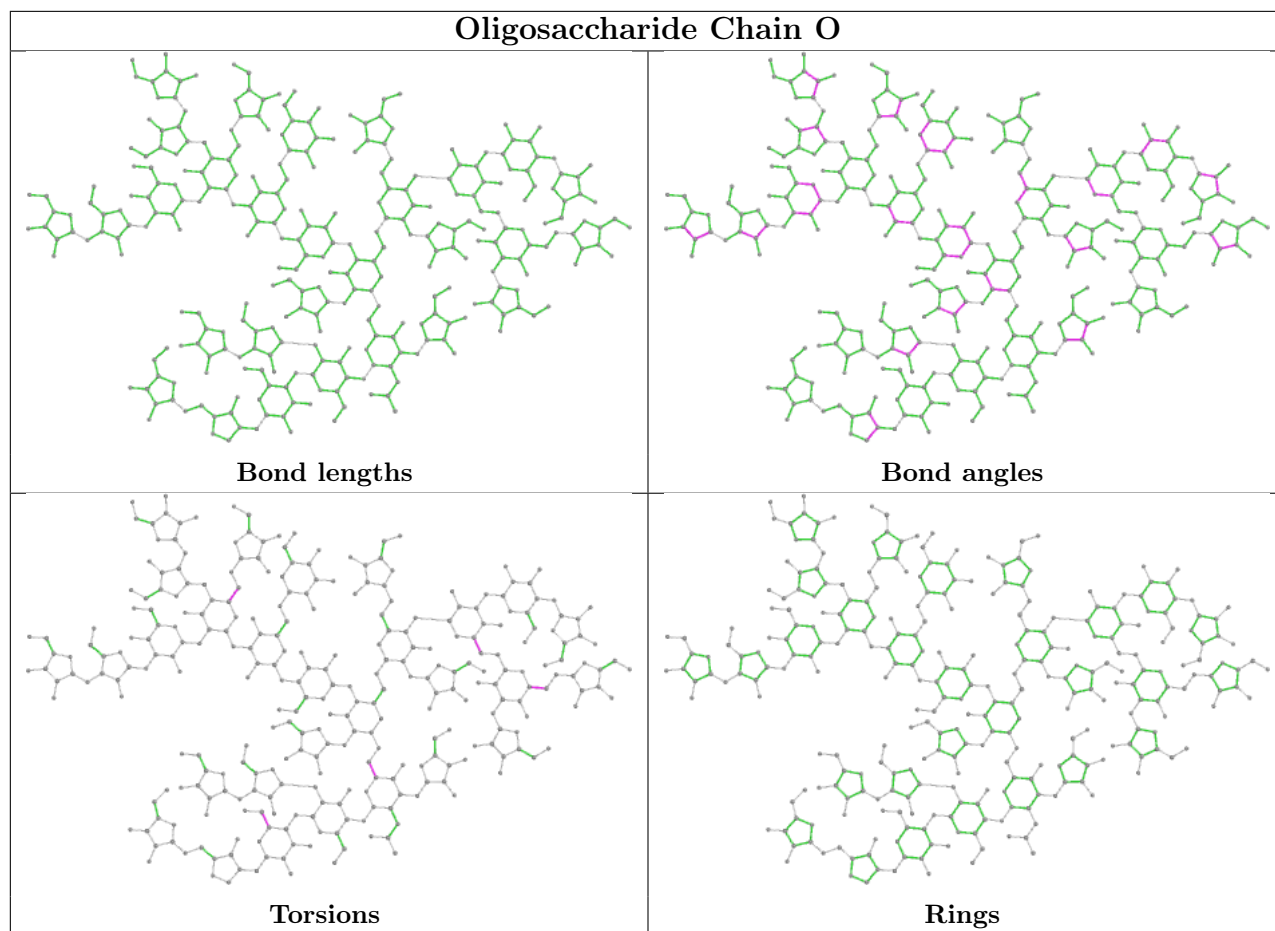 Oligosaccharide Chain O
Bond lengths
Bond angles
Torsions
Rings